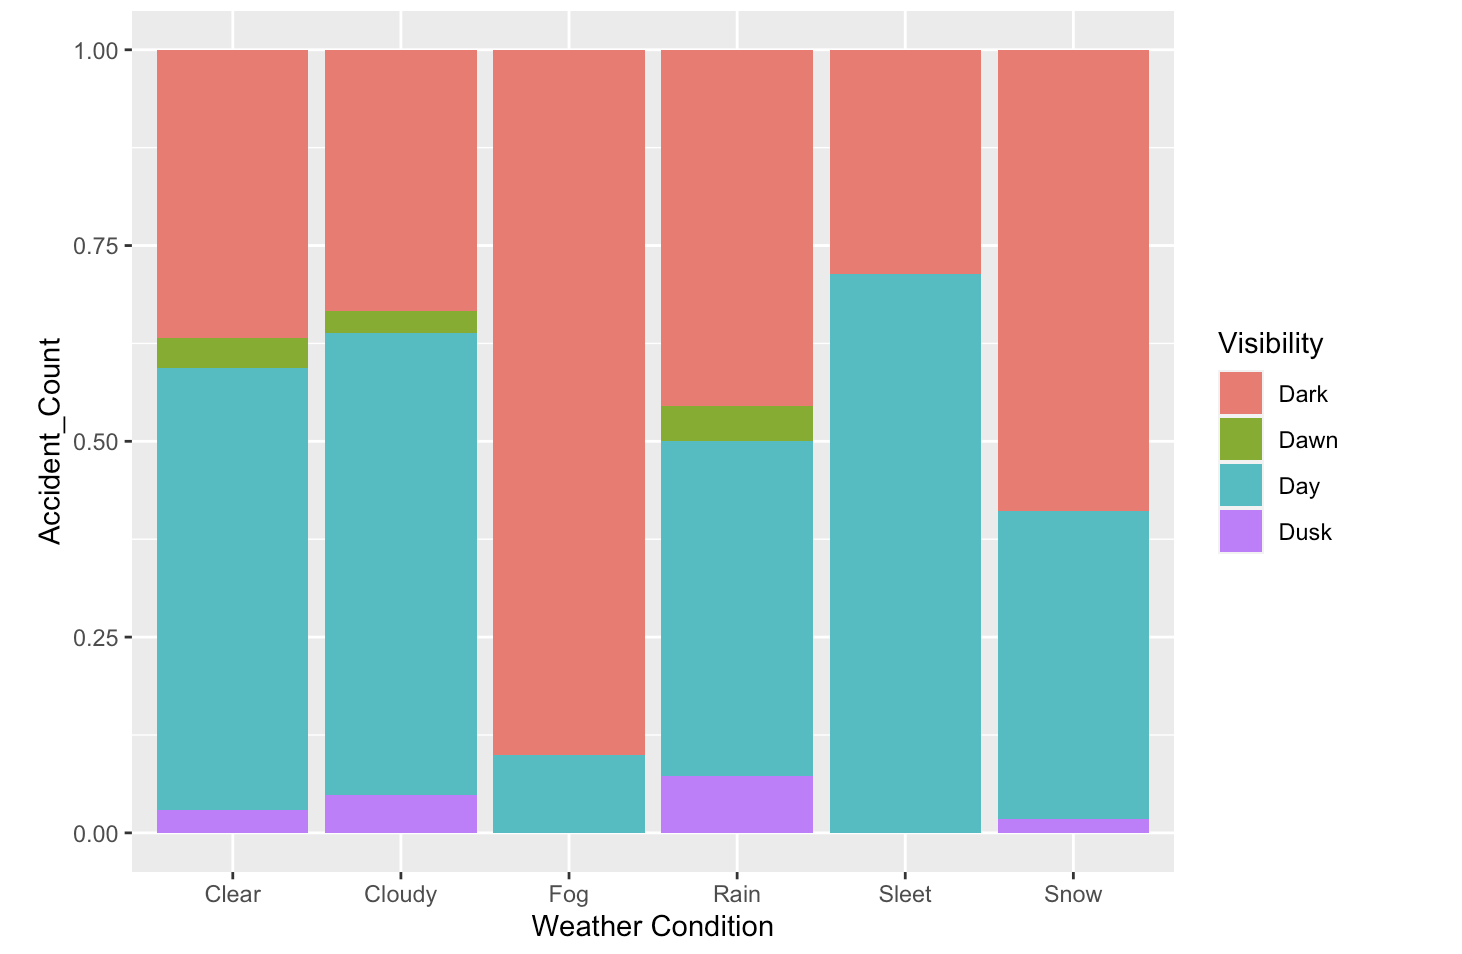 1.00
0.75
0.50
0.25
0.00
Accident_Count
Clear Cloudy Fog Rain Sleet Snow
Weather Condition
Visibility
Dark
Dawn
Day
Dusk